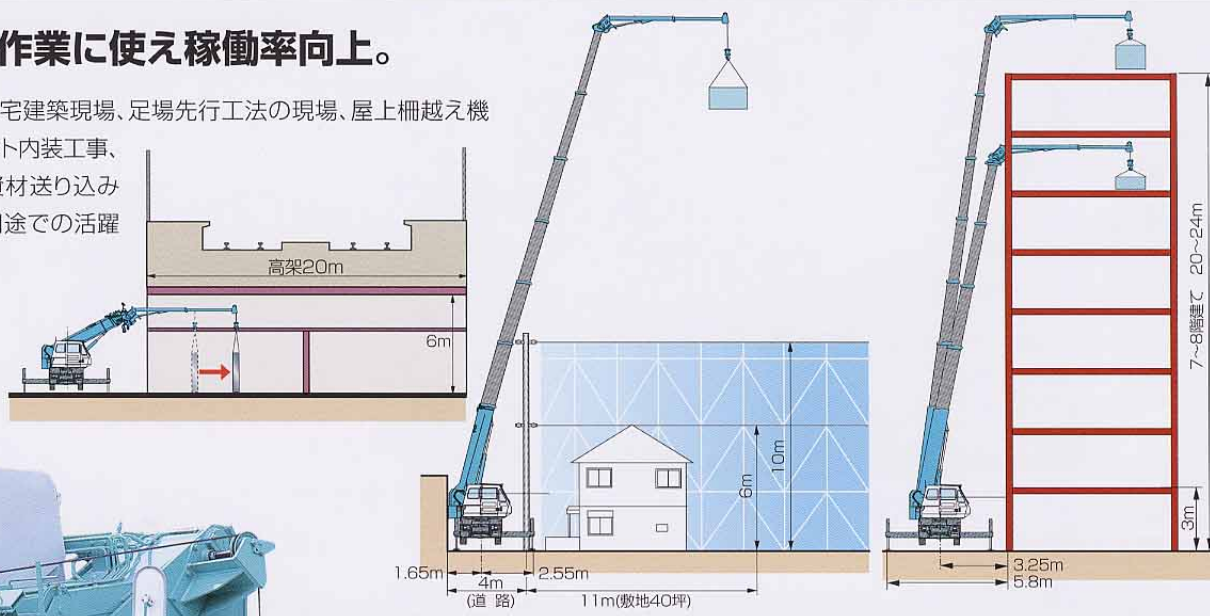 作業に使え稼働率向上。
宅建築現場、足場先行工法の現場、屋上柵越え機
ト内装工事、
資材送り込み
用途での活躍
高架20m
6m
10m
6m
1.65m
4m
(道 路)
2.55m
11m(敷地40坪)
7〜8階建て 20〜24m
3m
3.25m
5.8m